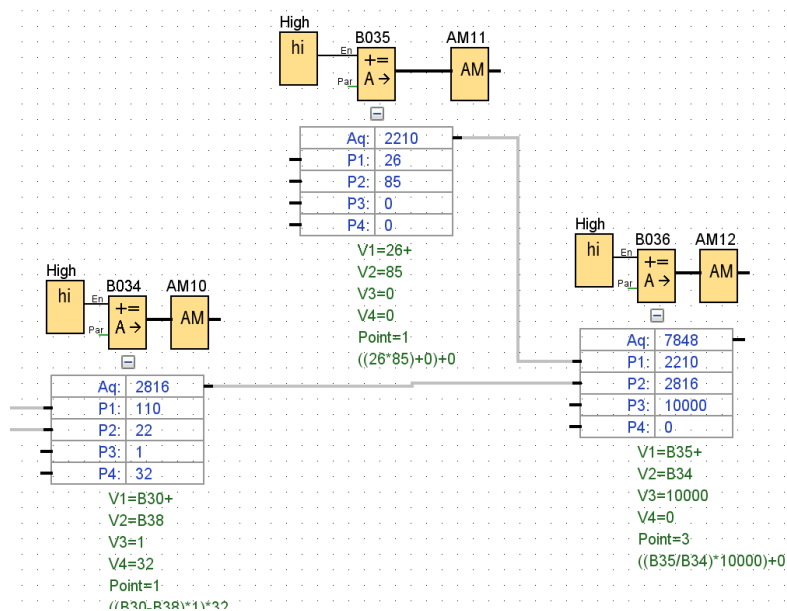 High
hi
En
Par
B035
+=
A →
AM11
AM
Aq: 2210
P1: 26
P2: 85
P3: 0
P4: 0
V1=26+
V2=85
V3=0
V4=0
Point=1
((26*85)+0)+0
High
hi
En
Par
B036
+=
A →
AM12
AM
Aq: 7848
P1: 2210
P2: 2816
P3: 10000
P4: 0
V1=B35+
V2=B34
V3=10000
V4=0
Point=3
((B35/B34)*10000)+0
High
hi
En
Par
B034
+=
A →
AM10
AM
Aq: 2816
P1: 110
P2: 22
P3: 1
P4: 32
V1=B30+
V2=B38
V3=1
V4=32
Point=1
((B30-B38)*1)*32